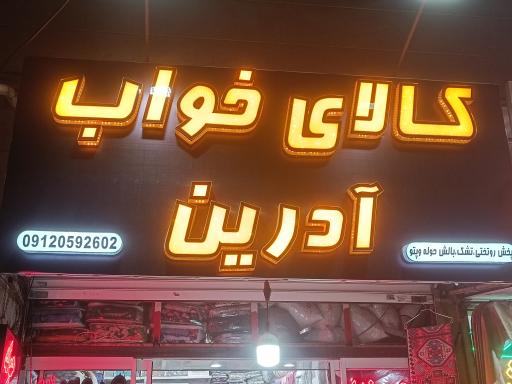 کالای خواب
آدرین
09120592602
پخش روتختی،تشک،بالش حوله وپتو